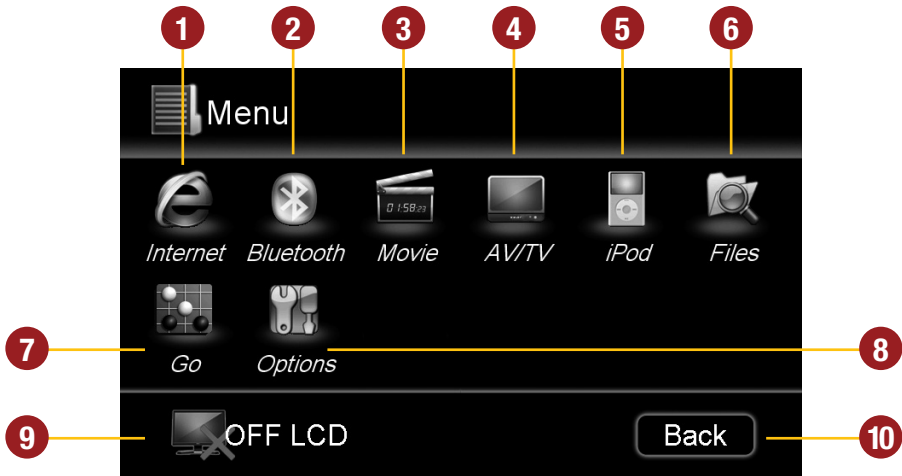 1 2 3 4 5 6
Menu
01:58:23
Internet Bluetooth Movie AV/TV iPod Files
7 8
Go Options
9 OFF LCD Back 10